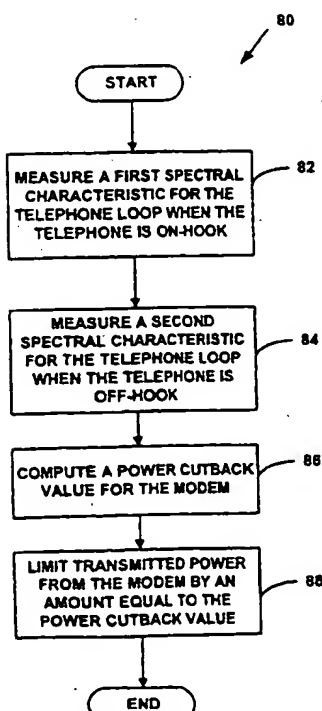 80
START
MEASURE A FIRST SPECTRAL
CHARACTERISTIC FOR THE
TELEPHONE LOOP WHEN THE
TELEPHONE IS ON-HOOK
82
MEASURE A SECOND
SPECTRAL CHARACTERISTIC
FOR THE TELEPHONE LOOP
WHEN THE TELEPHONE IS
OFF-HOOK
84
COMPUTE A POWER CUTBACK
VALUE FOR THE MODEM
86
LIMIT TRANSMITTED POWER
FROM THE MODEM BY AN
AMOUNT EQUAL TO THE
POWER CUTBACK VALUE
88
END